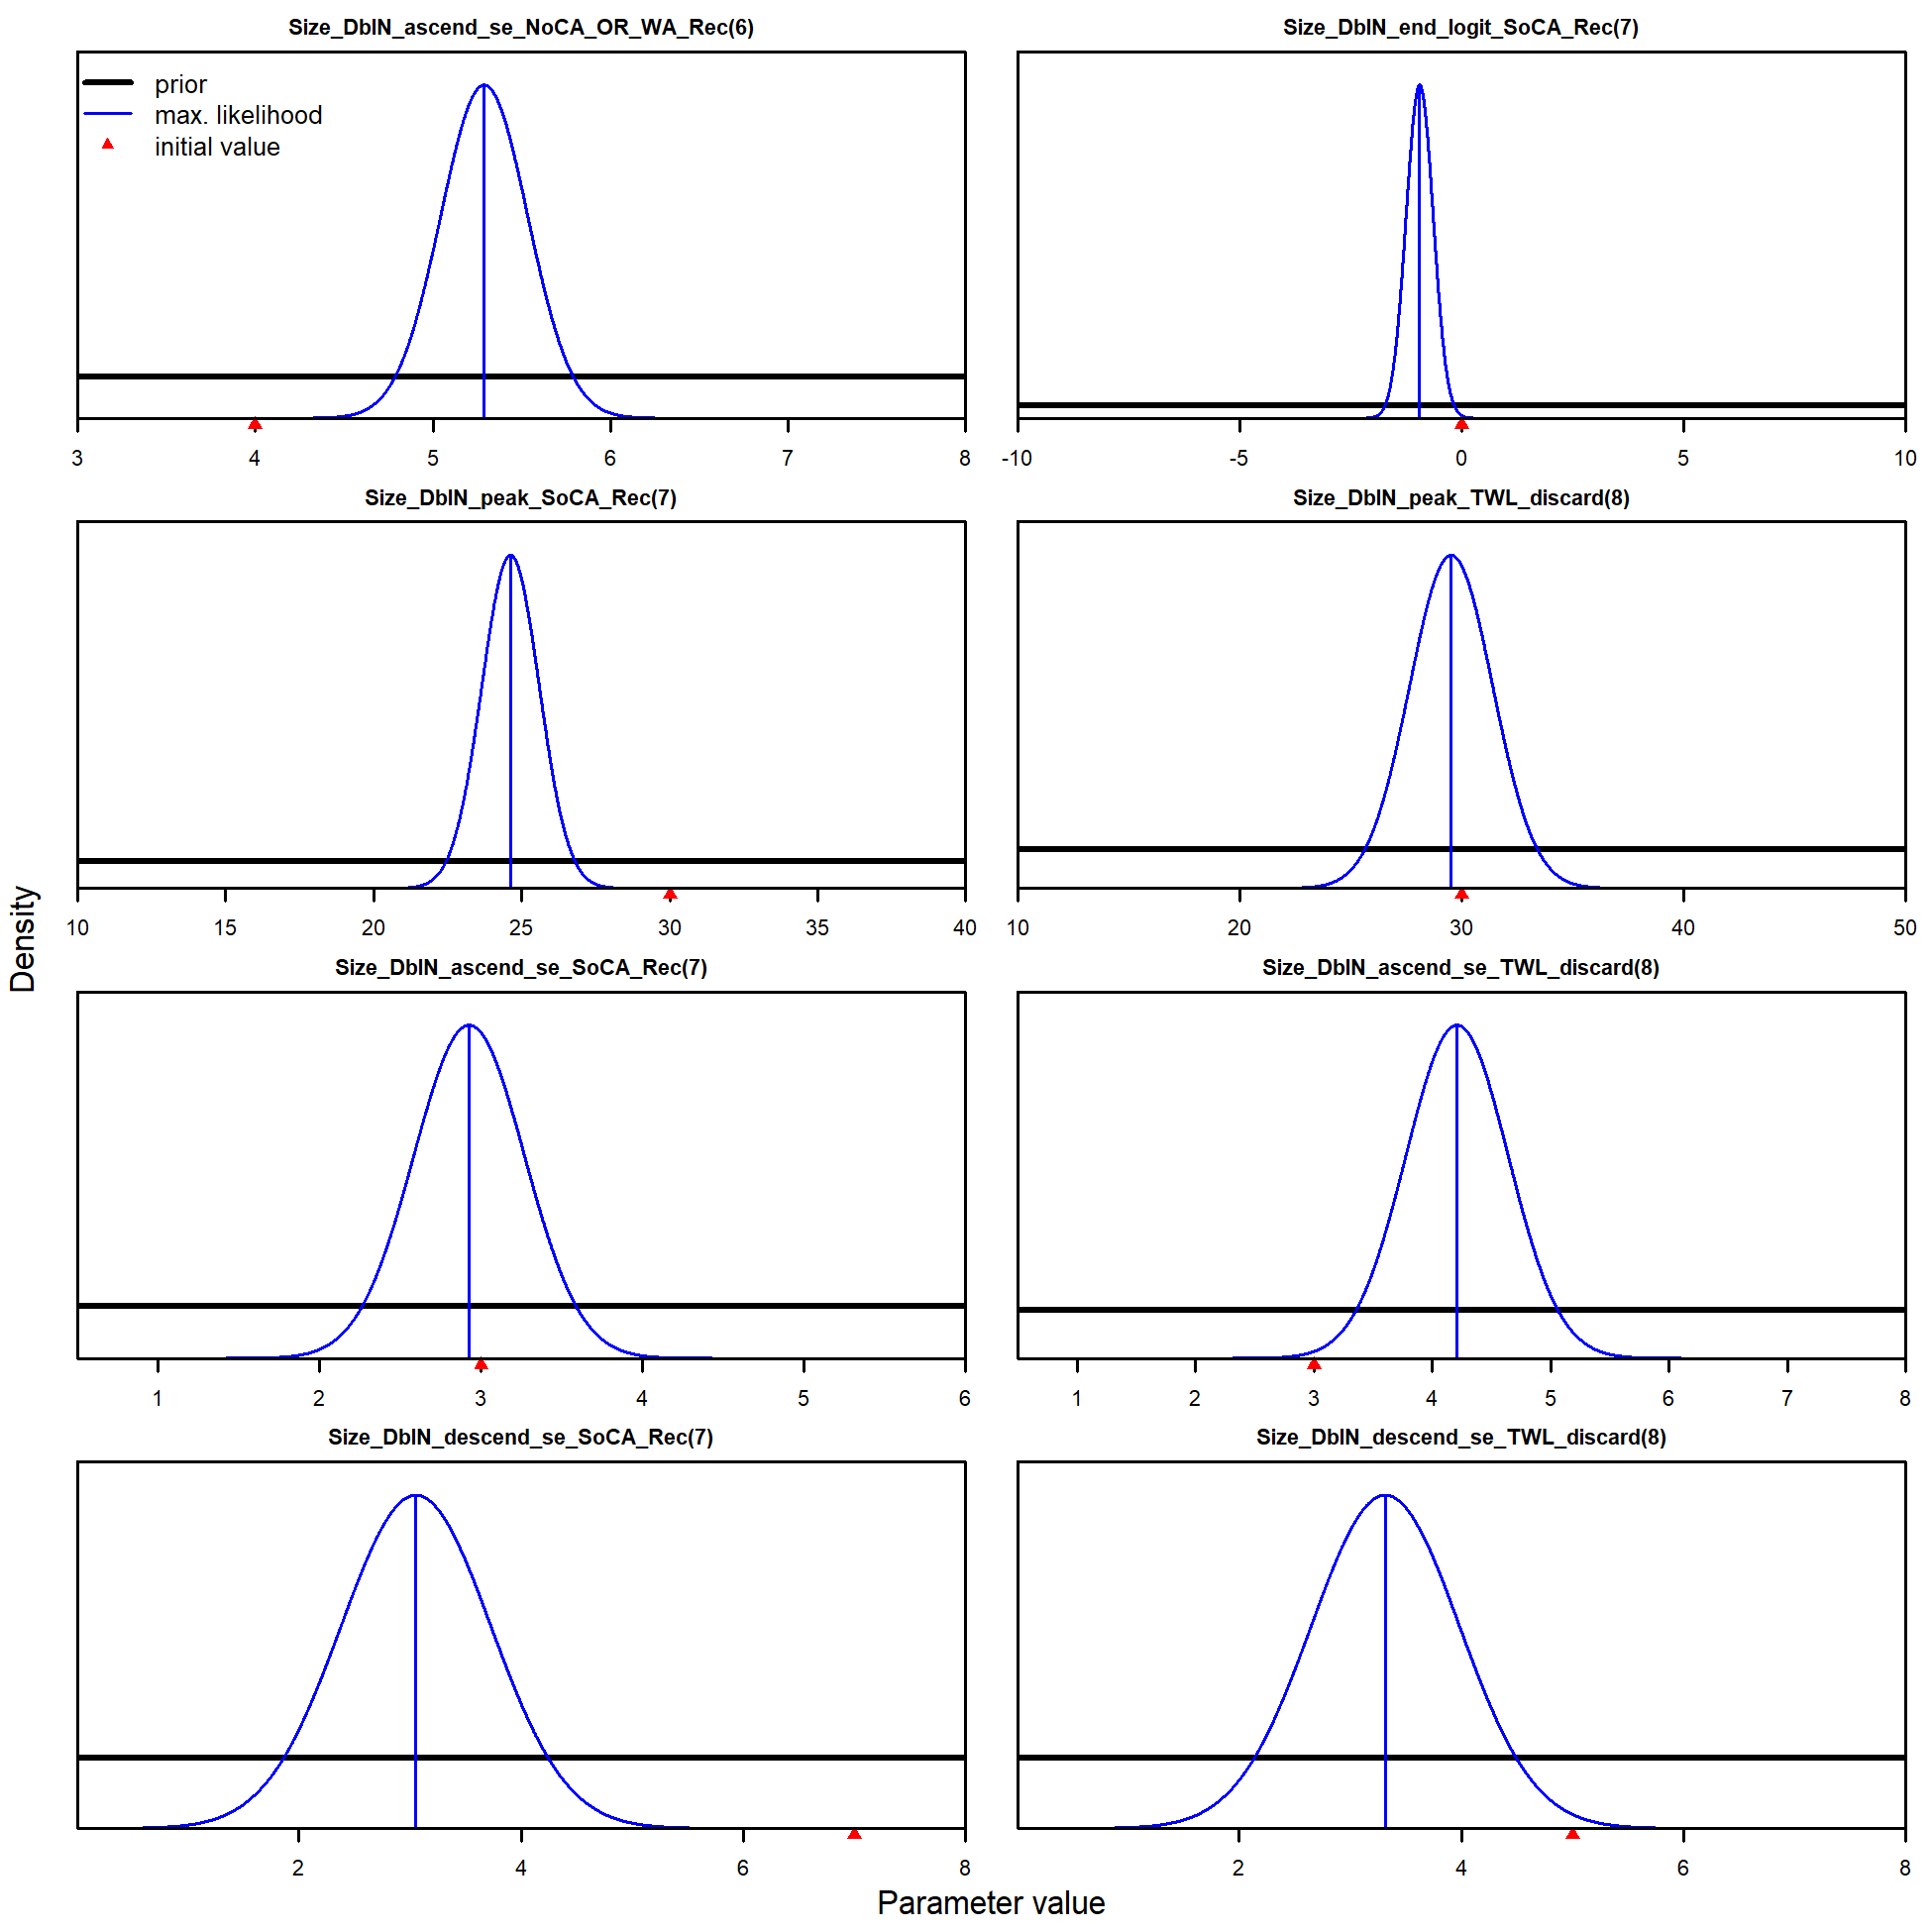 Size_DblN_ascend_se_NoCA_OR_WA_Rec(6)
prior
max. likelihood
initial value
3 4 5 6 7 8
Size_DblN_end_logit_SoCA_Rec(7)
-10 -5 0 5 10
Size_DblN_peak_SoCA_Rec(7)
10 15 20 25 30 35 40
Size_DblN_peak_TWL_discard(8)
10 20 30 40 50
Size_DblN_ascend_se_SoCA_Rec(7)
1 2 3 4 5 6
Size_DblN_ascend_se_TWL_discard(8)
1 2 3 4 5 6 7 8
Size_DblN_descend_se_SoCA_Rec(7)
2 4 6 8
Size_DblN_descend_se_TWL_discard(8)
2 4 6 8
Density
Parameter value